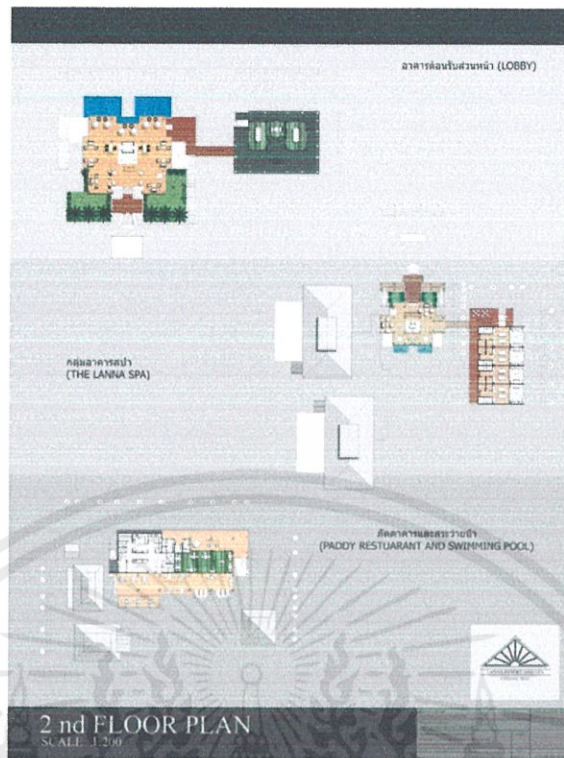 อาคารต้อนรับส่วนหน้า (LOBBY)
กลุ่มอาคารสปา
(THE LANNA SPA)
ภัตตาคารและสระว่ายน้ำ
(PADDY RESTUARANT AND SWIMMING POOL)
2 nd FLOOR PLAN
SCALE 1:200